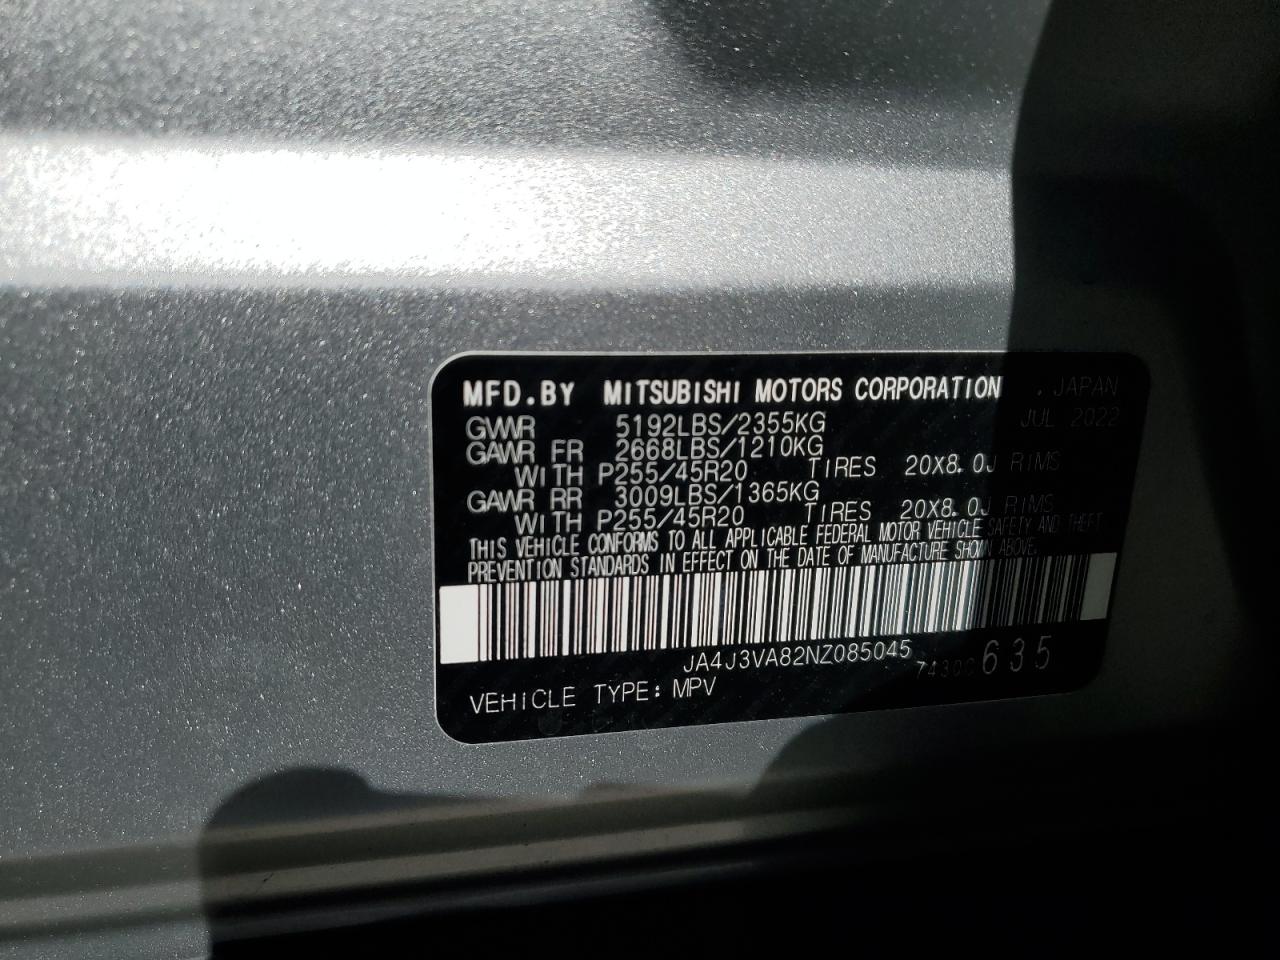 MFD.BY MITSUBISHI MOTORS CORPORATION , JAPAN
GVWR 5192LBS/2355KG JUL 2022
GAWR FR 2668LBS/1210KG
WITH P255/45R20 TIRES 20X8.0J RIMS
GAWR RR 3009LBS/1365KG
WITH P255/45R20 TIRES 20X8.0J RIMS
THIS VEHICLE CONFORMS TO ALL APPLICABLE FEDERAL MOTOR VEHICLE SAFETY AND THEFT
PREVENTION STANDARDS IN EFFECT ON THE DATE OF MANUFACTURE SHOWN ABOVE.
JA4J3VA82NZ085045 74300 635
VEHICLE TYPE: MPV